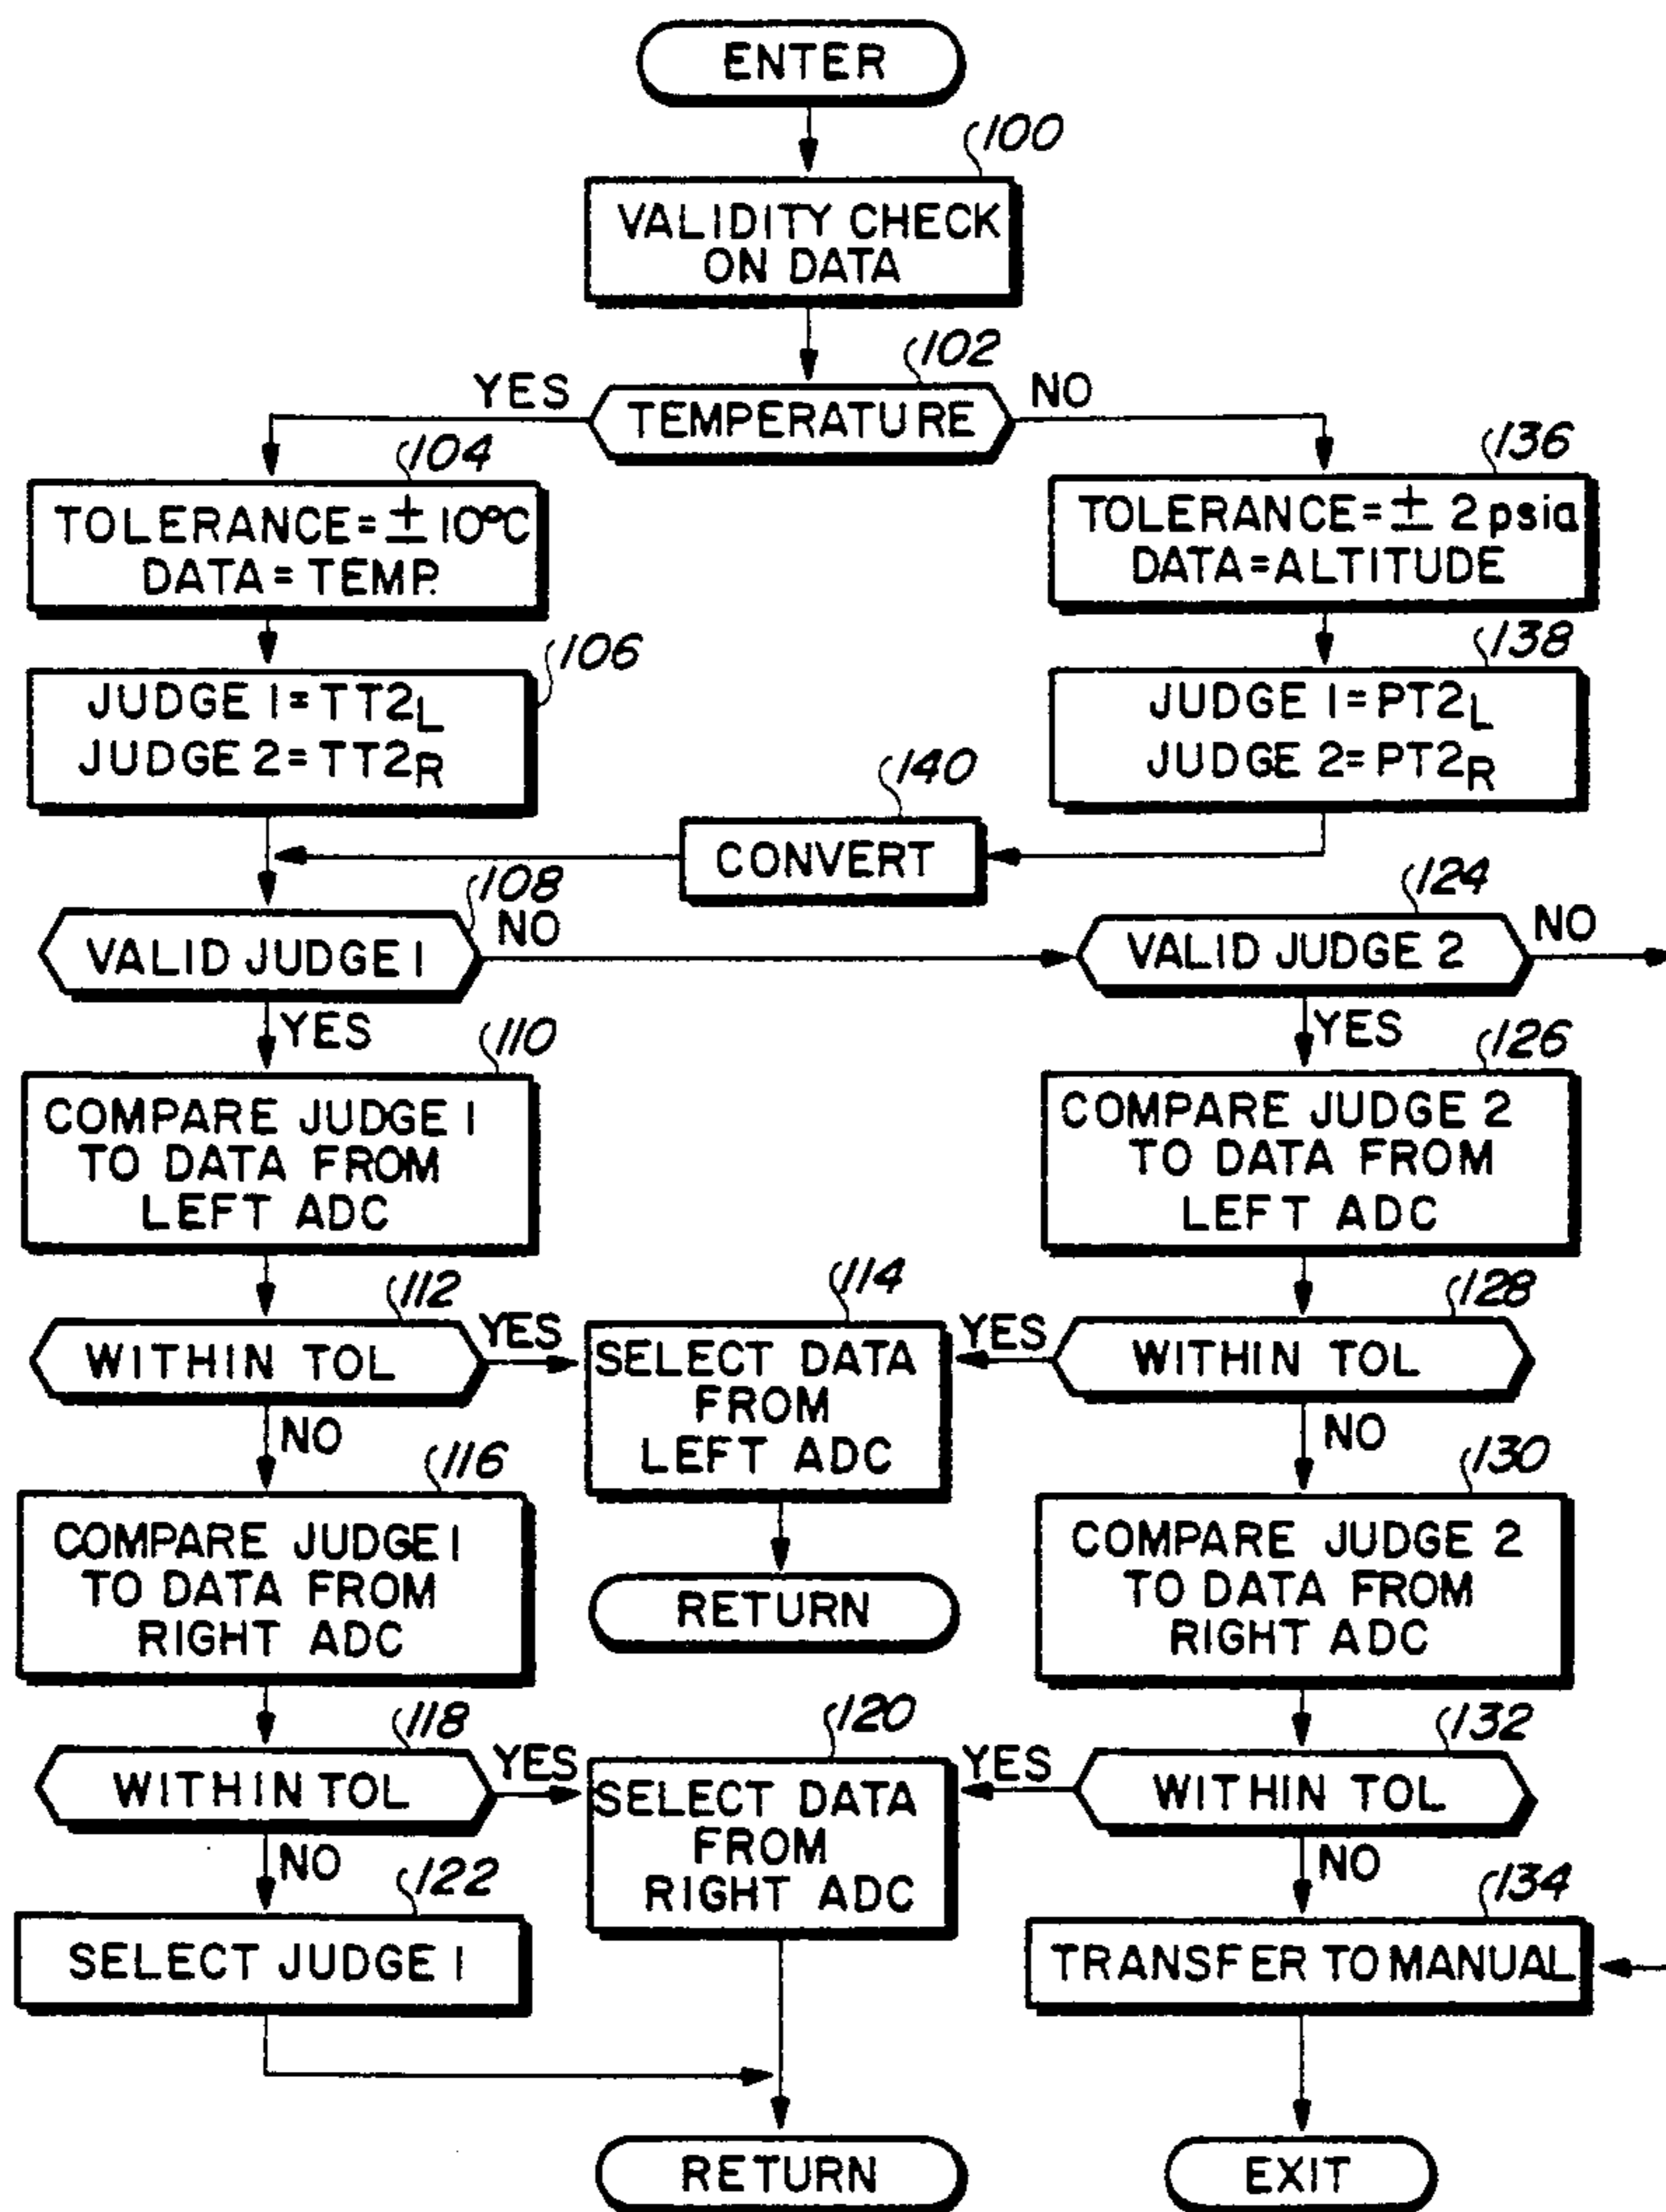 ENTER
100
VALIDITY CHECK
ON DATA
102
YES
TEMPERATURE
NO
104
TOLERANCE=± 10°C
DATA=TEMP.
136
TOLERANCE=± 2 psia
DATA=ALTITUDE
106
JUDGE 1=TT2L
JUDGE 2=TT2R
138
JUDGE 1=PT2L
JUDGE 2=PT2R
140
CONVERT
108
VALID JUDGE 1
NO
124
VALID JUDGE 2
NO
YES
YES
110
COMPARE JUDGE 1
TO DATA FROM
LEFT ADC
126
COMPARE JUDGE 2
TO DATA FROM
LEFT ADC
112
WITHIN TOL
YES
114
SELECT DATA
FROM
LEFT ADC
YES
128
WITHIN TOL
NO
NO
RETURN
116
COMPARE JUDGE 1
TO DATA FROM
RIGHT ADC
130
COMPARE JUDGE 2
TO DATA FROM
RIGHT ADC
118
WITHIN TOL
YES
120
SELECT DATA
FROM
RIGHT ADC
YES
132
WITHIN TOL
NO
NO
122
SELECT JUDGE 1
134
TRANSFER TO MANUAL
RETURN
EXIT